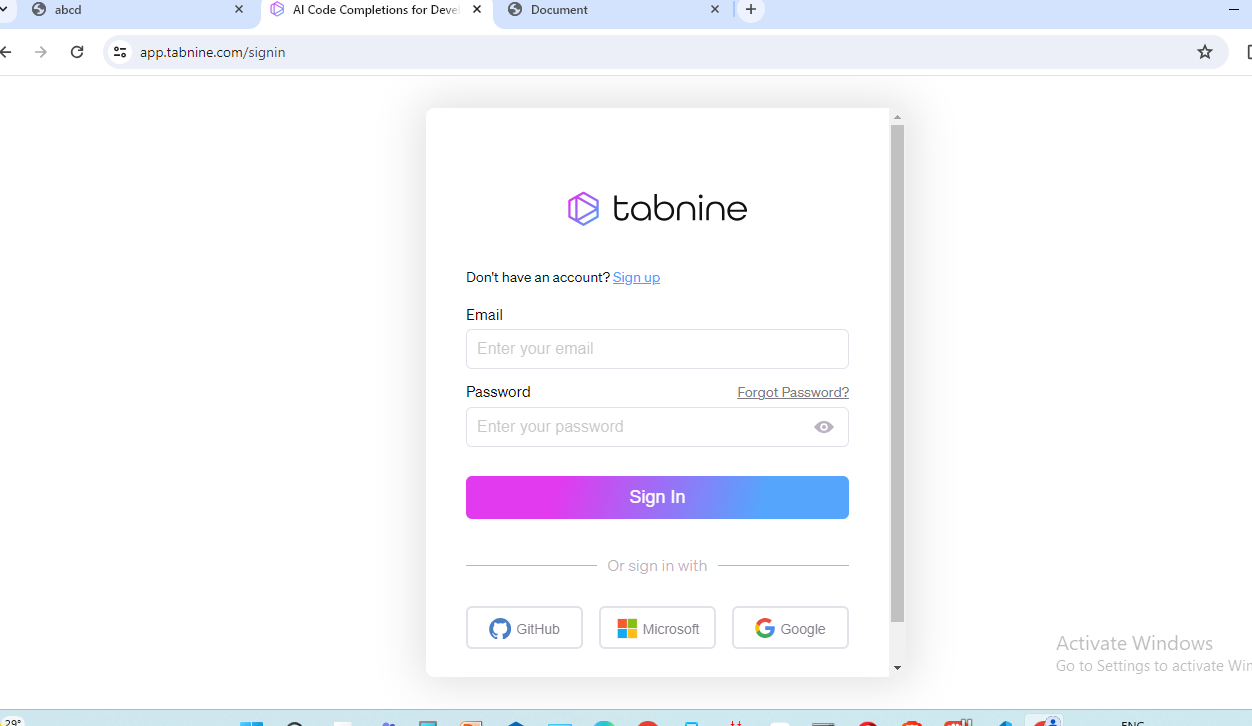 abcd
AI Code Completions for Deve
Document
app.tabnine.com/signin
tabnine
Don't have an account? Sign up
Email
Enter your email
Password Forgot Password?
Enter your password
Sign In
Or sign in with
GitHub Microsoft Google
Activate Windows
Go to Settings to activate Win
29°
ENG